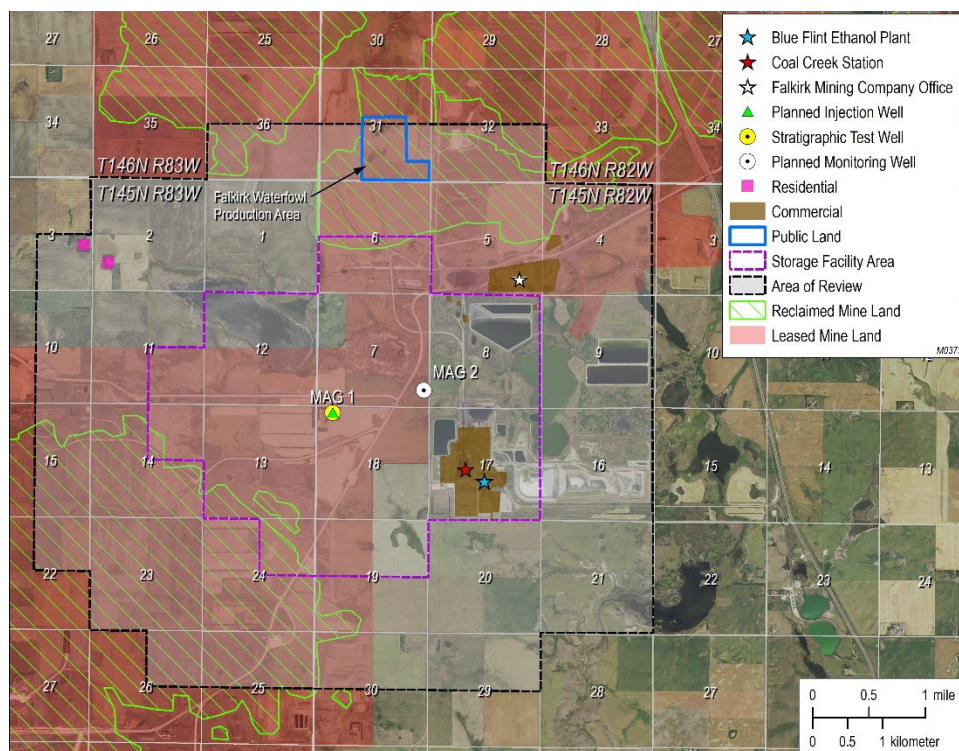 27 26 25 30 29 28 27
34 35 36 31 32 33 34
T146N R83W T146N R82W
T145N R83W T145N R82W
Falkirk Waterfowl
Production Area
3 2 1 6 5 4 3
10 11 12 7 8 9 10
MAG 1
MAG 2
15 14 13 18 17 16 15 14 13
22 23 24 19 20 21 22 23 24
27 26 25 30 29 28 27
Blue Flint Ethanol Plant
Coal Creek Station
Falkirk Mining Company Office
Planned Injection Well
Stratigraphic Test Well
Planned Monitoring Well
Residential
Commercial
Public Land
Storage Facility Area
Area of Review
Reclaimed Mine Land
Leased Mine Land
0 0.5 1 mile
0 0.5 1 kilometer